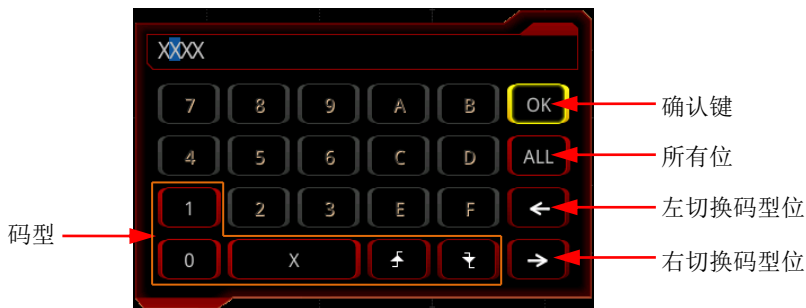 XXXX
7 8 9 A B OK 确认键
4 5 6 C D ALL 所有位
1 2 3 E F ← 左切换码型位
码型
0 X → 右切换码型位